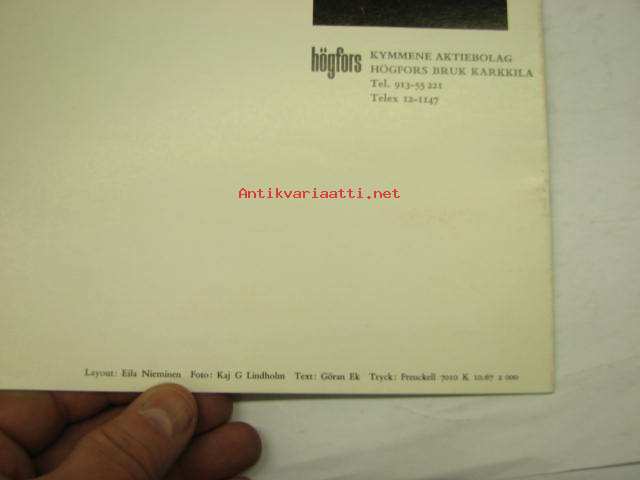 högfors
KYMMENE AKTIEBOLAG
HÖGFORS BRUK KARKKILA
Tel. 913-55 221
Telex 12-1147
Antikvariaatti.net
Layout: Eila Nieminen Foto: Kaj G Lindholm Text: Göran Ek Tryck: Frenckell 7010 K 10.67 2 000